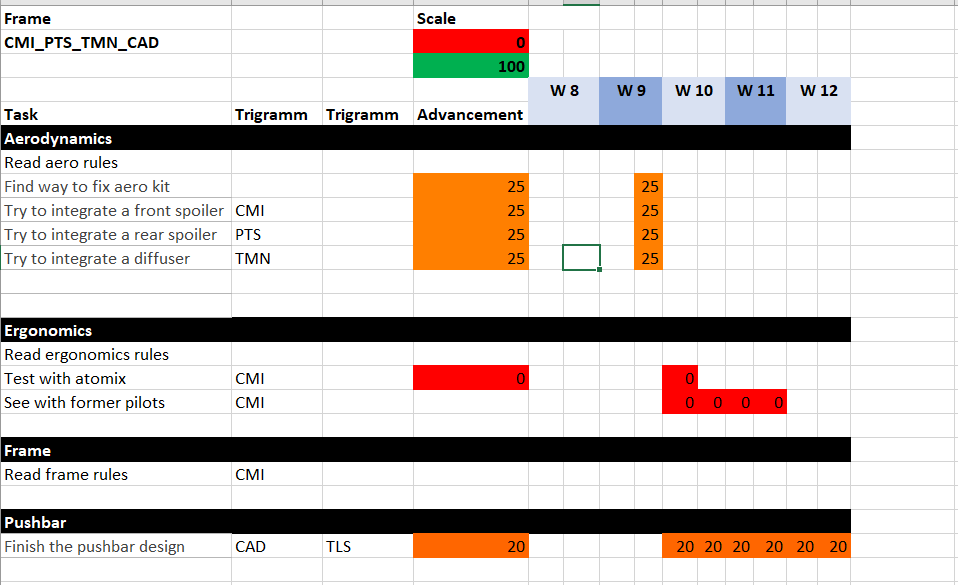 Frame Scale
CMI_PTS_TMN_CAD 0
100
W 8 W 9 W 10 W 11 W 12
Task Trigramm Trigramm Advancement
Aerodynamics
Read aero rules
Find way to fix aero kit 25 25
Try to integrate a front spoiler CMI 25 25
Try to integrate a rear spoiler PTS 25 25
Try to integrate a diffuser TMN 25 25
Ergonomics
Read ergonomics rules
Test with atomix CMI 0 0
See with former pilots CMI 0 0 0 0
Frame
Read frame rules CMI
Pushbar
Finish the pushbar design CAD TLS 20 20 20 20 20 20 20